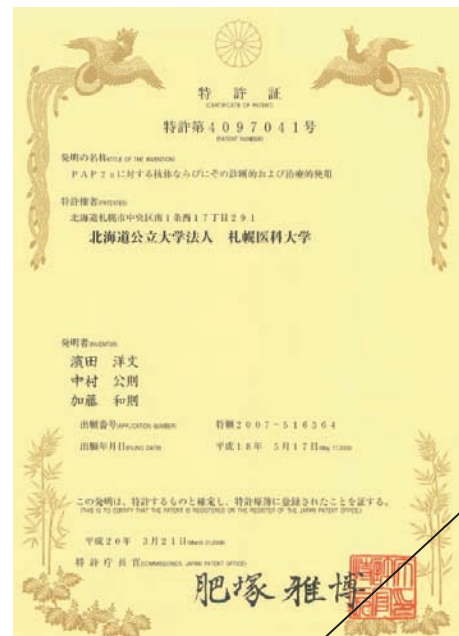 特許証
(CERTIFICATE OF PATENT)
特許第4097041号
(PATENT NUMBER)
発明の名称(TITLE OF THE INVENTION)
PAP2aに対する抗体ならびにその診断的および治療的使用
特許権者(PATENTEE)
北海道札幌市中央区南1条西17丁目291
北海道公立大学法人 札幌医科大学
発明者(INVENTOR)
濱田 洋文
中村 公則
加藤 和則
出願番号(APPLICATION NUMBER) 特願2007-516364
出願年月日(FILING DATE) 平成18年 5月17日(May 17,2006)
この発明は、特許するものと確定し、特許原簿に登録されたことを証する。
(THIS IS TO CERTIFY THAT THE PATENT IS REGISTERED ON THE REGISTER OF THE JAPAN PATENT OFFICE.)
平成20年 3月21日(March 21,2008)
特許庁長官(COMMISSIONER, JAPAN PATENT OFFICE)
肥塚雅博